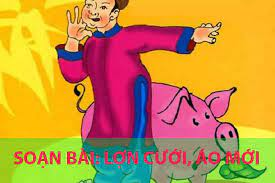 SOẠN BÀI: LỢN CƯỚI, ÁO MỚI